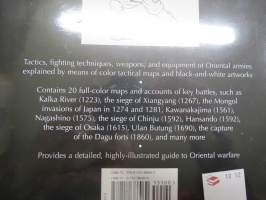 Tactics, fighting techniques, weapons, and equipment of Oriental armies
explained by means of color tactical maps and black-and-white artworks
Contains 20 full-color maps and accounts of key battles, such as
Kalka River (1223), the siege of Xiangyang (1267), the Mongol
invasions of Japan in 1274 and 1281, Kawanakajima (1561),
Nagashino (1575), the siege of Chinju (1592), Hansando (1592),
the siege of Osaka (1615), Ulan Butung (1690), the
capture of the Dagu forts (1860), and many more
Provides a detailed, highly-illustrated guide to Oriental warfare